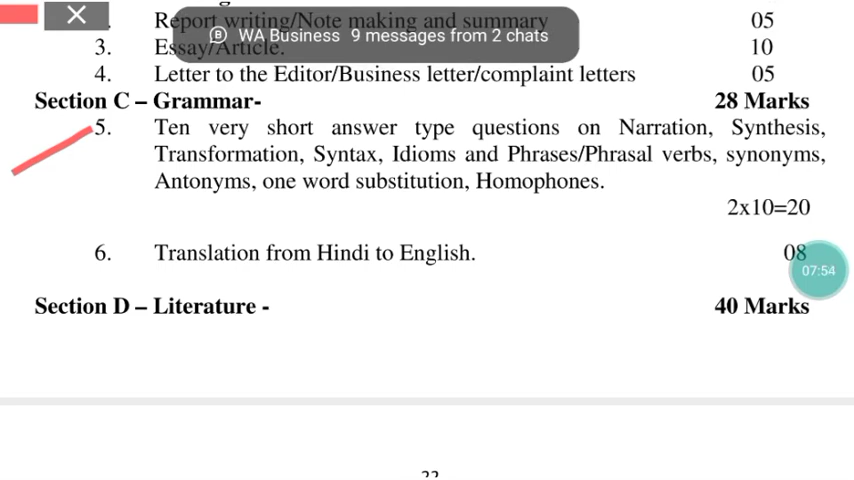 Report writing/Note making and summary 05
WA Business 9 messages from 2 chats
3. Essay/Article. 10
4. Letter to the Editor/Business letter/complaint letters 05
Section C – Grammar- 28 Marks
5. Ten very short answer type questions on Narration, Synthesis,
Transformation, Syntax, Idioms and Phrases/Phrasal verbs, synonyms,
Antonyms, one word substitution, Homophones.
2x10=20
6. Translation from Hindi to English. 08
07:54
Section D – Literature - 40 Marks